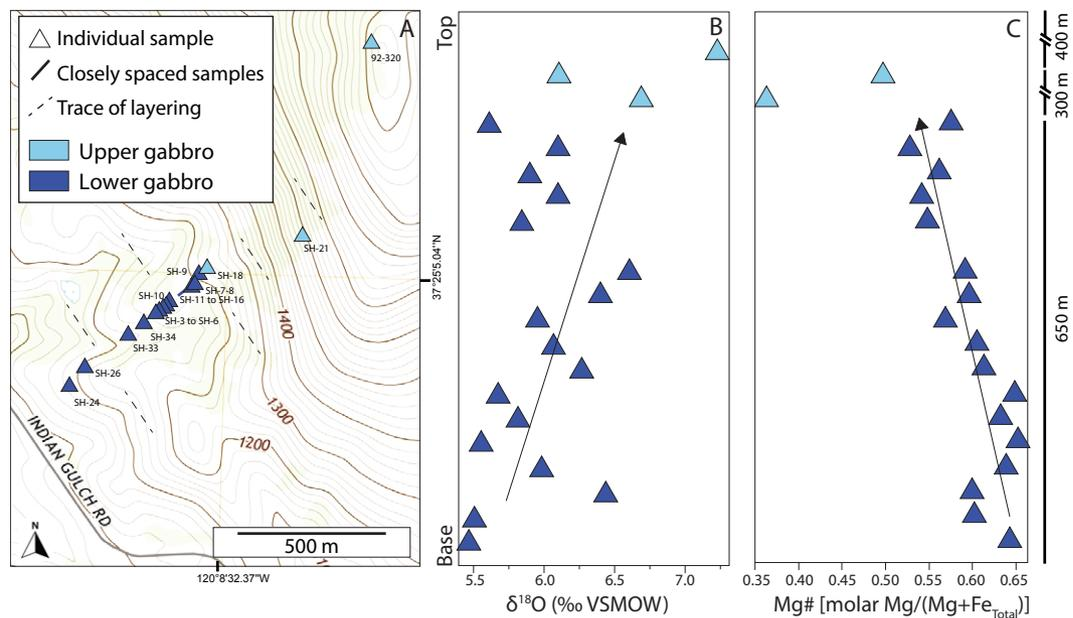 A
Individual sample
Closely spaced samples
Trace of layering
Upper gabbro
Lower gabbro
92-320
SH-21
SH-9
SH-18
SH-7-8
SH-10
SH-11 to SH-16
SH-3 to SH-6
SH-34
SH-33
SH-26
SH-24
1400
1300
1200
INDIAN GULCH RD
N
500 m
120°8'32.37"W
37°25'5.04"N
B
Top
Base
5.5 6.0 6.5 7.0
δ¹⁸O (‰ VSMOW)
C
0.35 0.40 0.45 0.50 0.55 0.60 0.65
Mg# [molar Mg/(Mg+Fe_Total)]
400 m
300 m
650 m